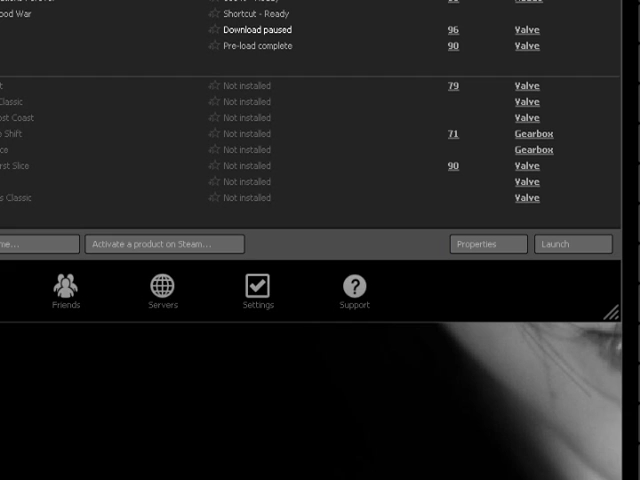 ood War Shortcut - Ready
Download paused 96 Valve
Pre-load complete 90 Valve
t Not installed 79 Valve
Classic Not installed Valve
ost Coast Not installed Valve
e Shift Not installed 71 Gearbox
ce Not installed Gearbox
rst Slice Not installed 90 Valve
Not installed Valve
s Classic Not installed Valve
me... Activate a product on Steam... Properties Launch
Friends Servers Settings Support